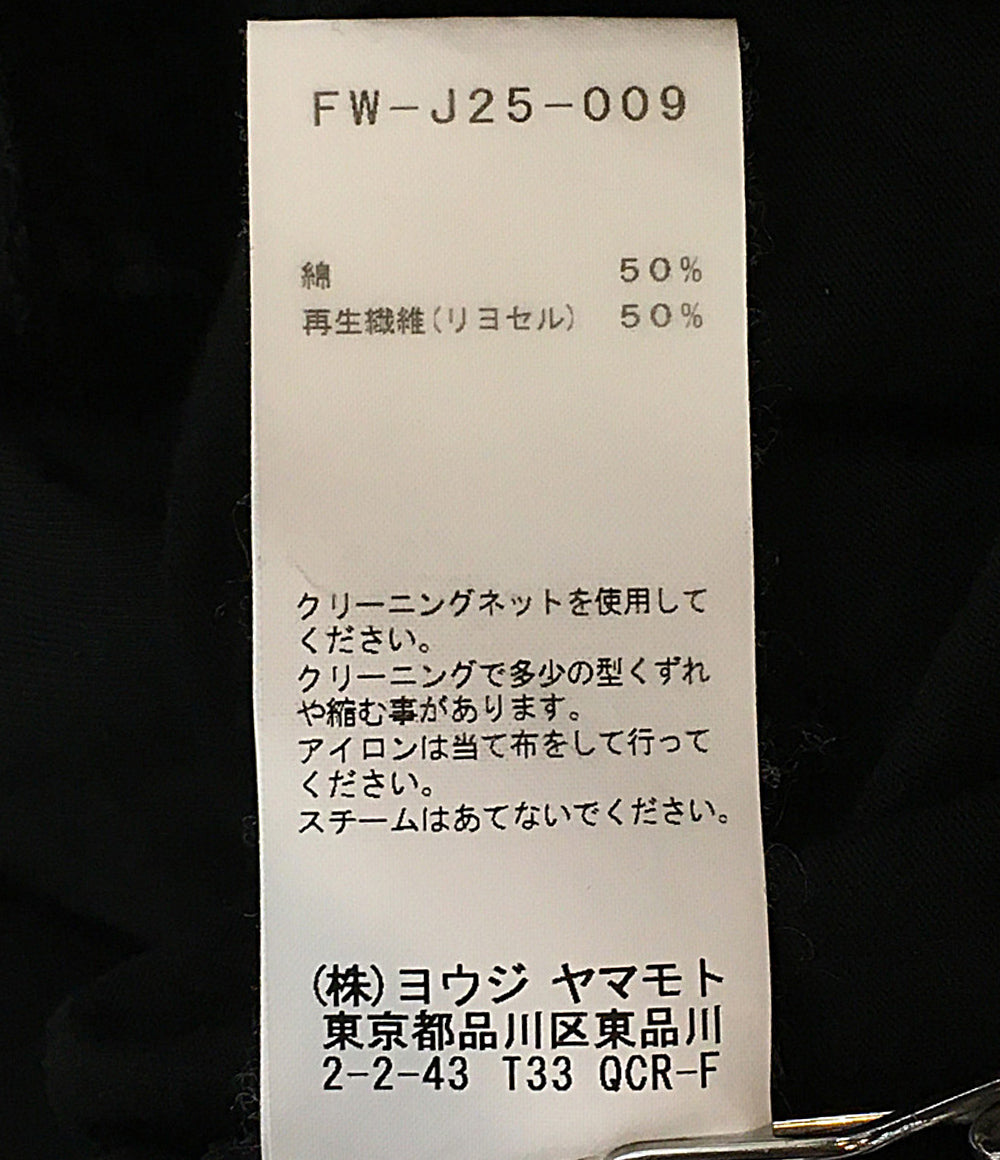 FW-J25-009
綿 50%
再生繊維(リヨセル) 50%
クリーニングネットを使用して
ください。
クリーニングで多少の型くずれ
や縮む事があります。
アイロンは当て布をして行って
ください。
スチームはあてないでください。
(株)ヨウジ ヤマモト
東京都品川区東品川
2-2-43 T33 QCR-F